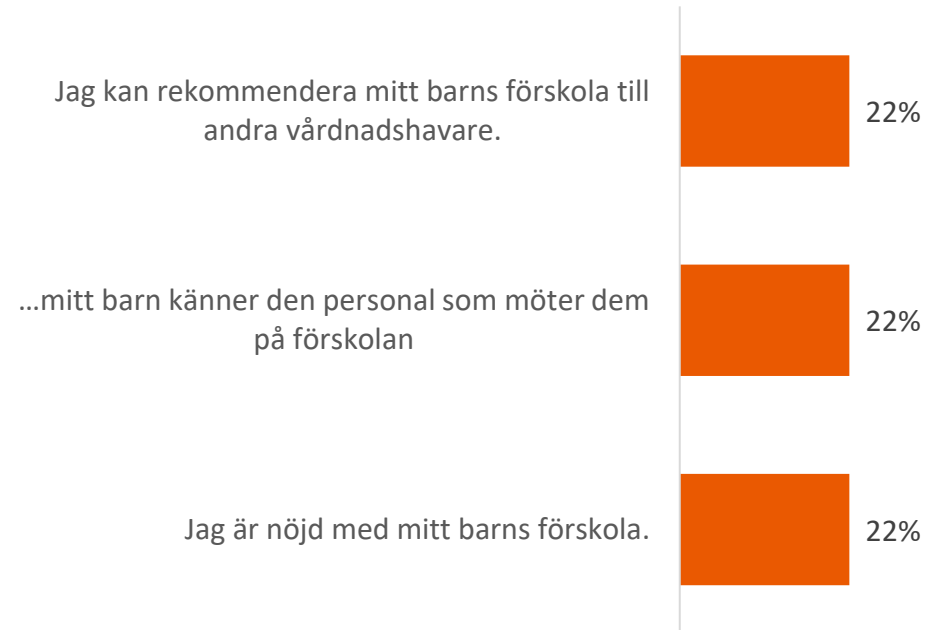 Jag kan rekommendera mitt barns förskola till
andra vårdnadshavare.
22%
...mitt barn känner den personal som möter dem
på förskolan
22%
Jag är nöjd med mitt barns förskola.
22%